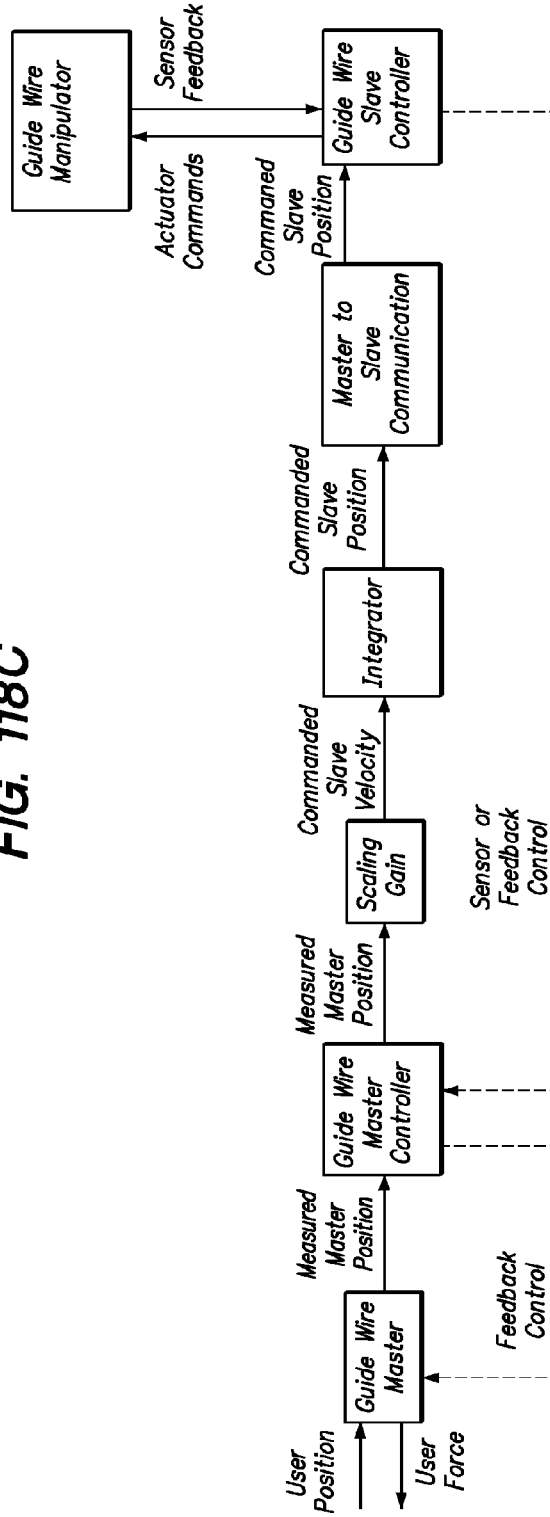 FIG. 118C
User
Position
User
Force
Guide Wire
Master
Measured
Master
Position
Guide Wire
Master
Controller
Measured
Master
Position
Scaling
Gain
Commanded
Slave
Velocity
Integrator
Commanded
Slave
Position
Master to
Slave
Communication
Commaned
Slave
Position
Guide Wire
Slave
Controller
Actuator
Commands
Sensor
Feedback
Guide Wire
Manipulator
Feedback
Control
Sensor or
Feedback
Control